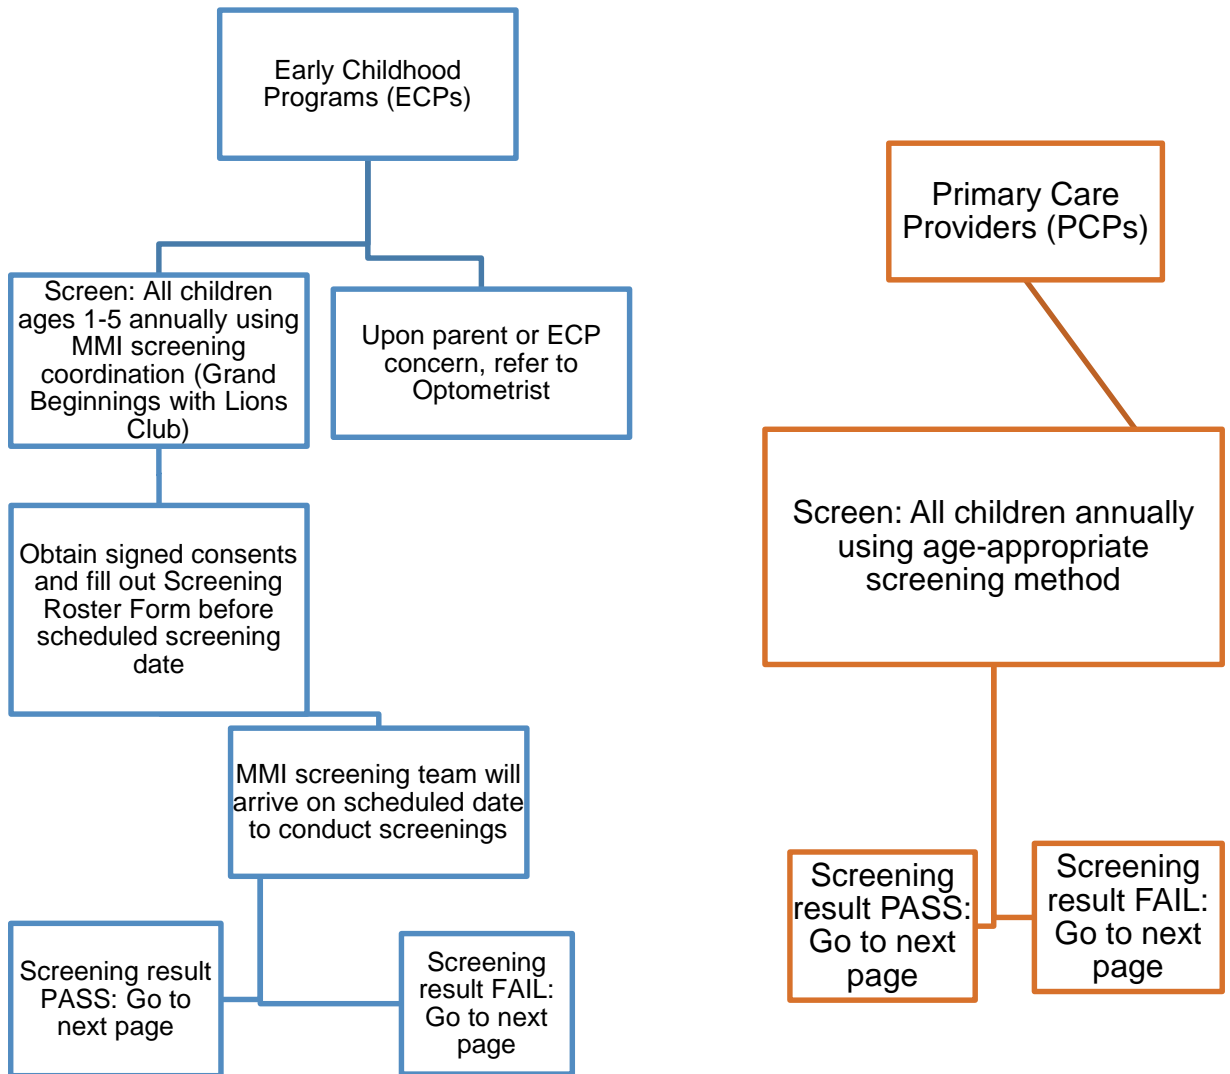 Early Childhood
Programs (ECPs)
Screen: All children
ages 1-5 annually using
MMI screening
coordination (Grand
Beginnings with Lions
Club)
Upon parent or ECP
concern, refer to
Optometrist
Obtain signed consents
and fill out Screening
Roster Form before
scheduled screening
date
MMI screening team will
arrive on scheduled date
to conduct screenings
Screening result
PASS: Go to
next page
Screening
result FAIL:
Go to next
page
Primary Care
Providers (PCPs)
Screen: All children annually
using age-appropriate
screening method
Screening
result PASS:
Go to next
page
Screening
result FAIL:
Go to next
page